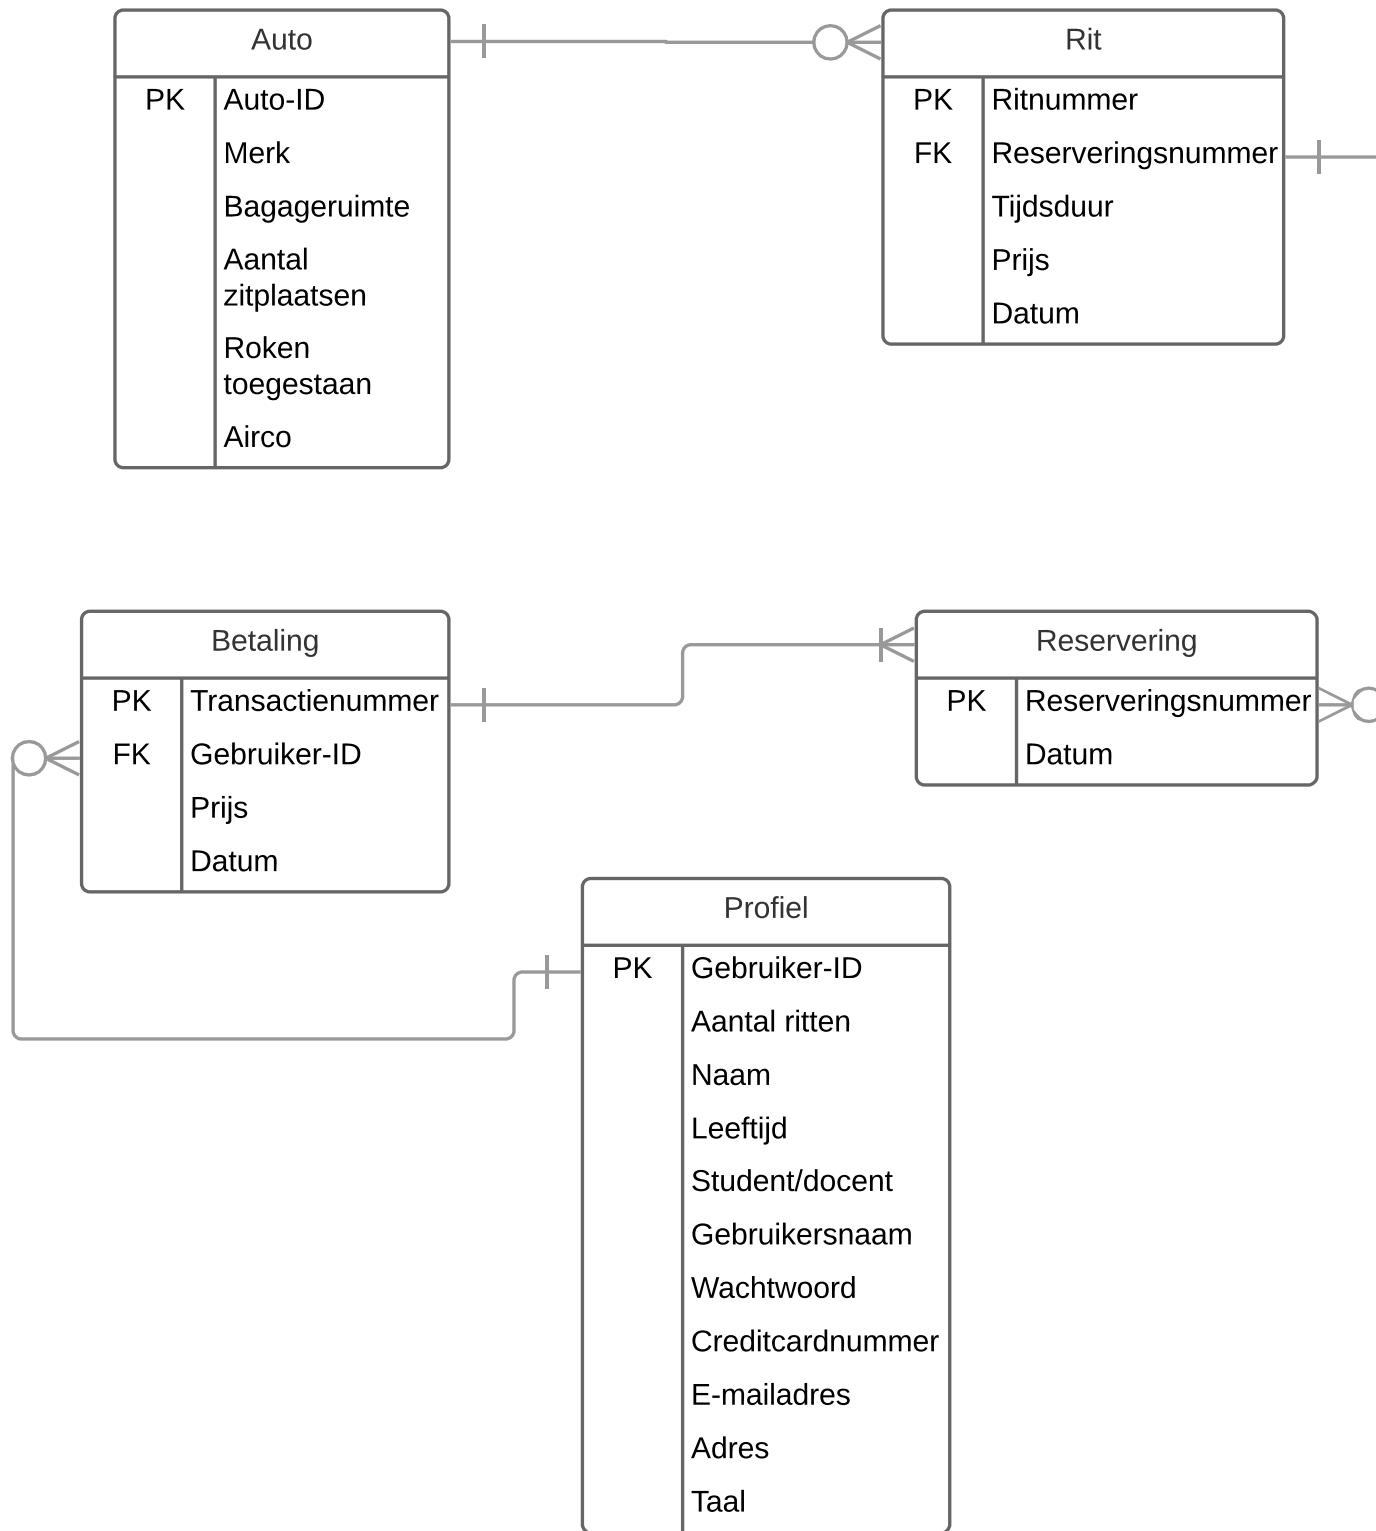 Auto
PK Auto-ID
Merk
Bagageruimte
Aantal
zitplaatsen
Roken
toegestaan
Airco
Rit
PK Ritnummer
FK Reserveringsnummer
Tijdsduur
Prijs
Datum
Betaling
PK Transactienummer
FK Gebruiker-ID
Prijs
Datum
Reservering
PK Reserveringsnummer
Datum
Profiel
PK Gebruiker-ID
Aantal ritten
Naam
Leeftijd
Student/docent
Gebruikersnaam
Wachtwoord
Creditcardnummer
E-mailadres
Adres
Taal